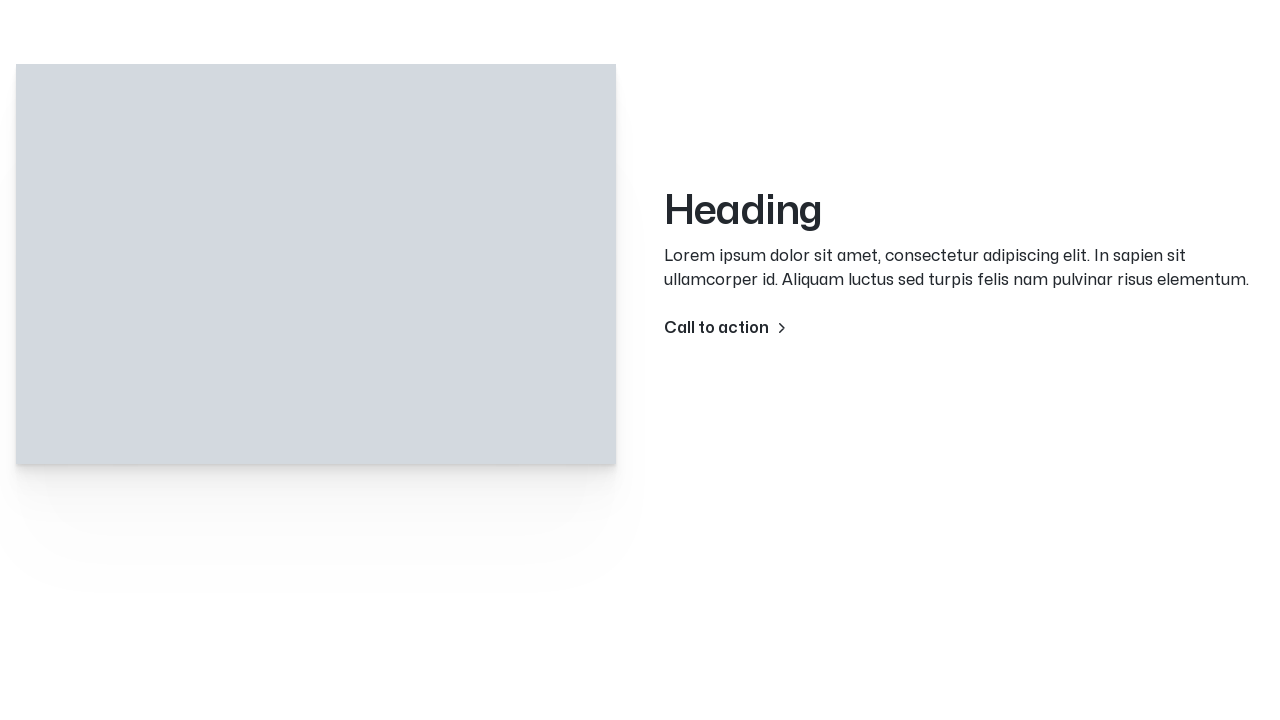 Heading
Lorem ipsum dolor sit amet, consectetur adipiscing elit. In sapien sit
ullamcorper id. Aliquam luctus sed turpis felis nam pulvinar risus elementum.
Call to action